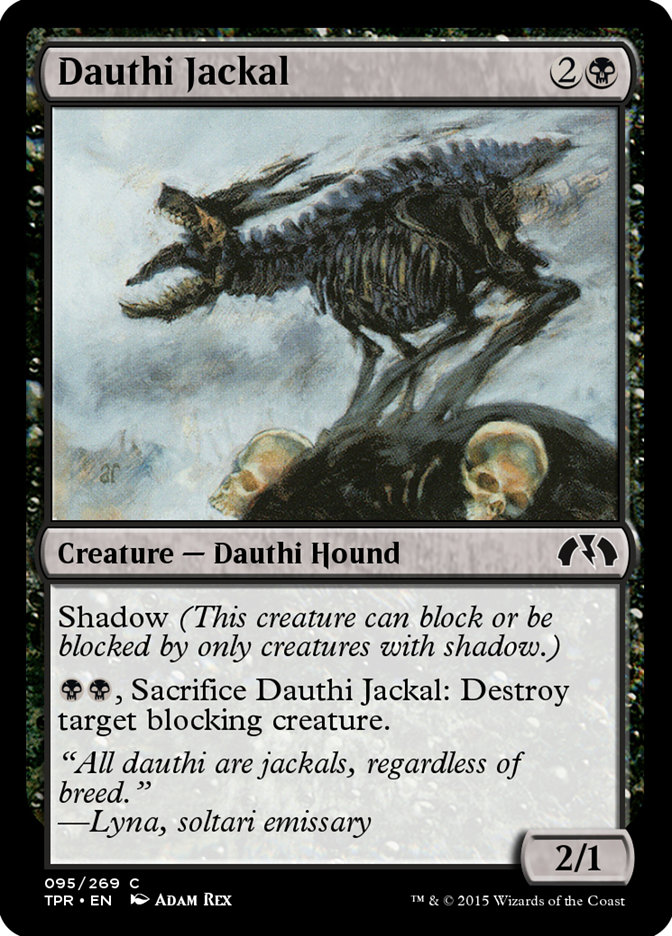 Dauthi Jackal 2
ar
Creature — Dauthi Hound
Shadow (This creature can block or be
blocked by only creatures with shadow.)
, Sacrifice Dauthi Jackal: Destroy
target blocking creature.
“All dauthi are jackals, regardless of
breed.”
—Lyna, soltari emissary
2/1
095/269 C
TPR • EN Adam Rex
™ & © 2015 Wizards of the Coast